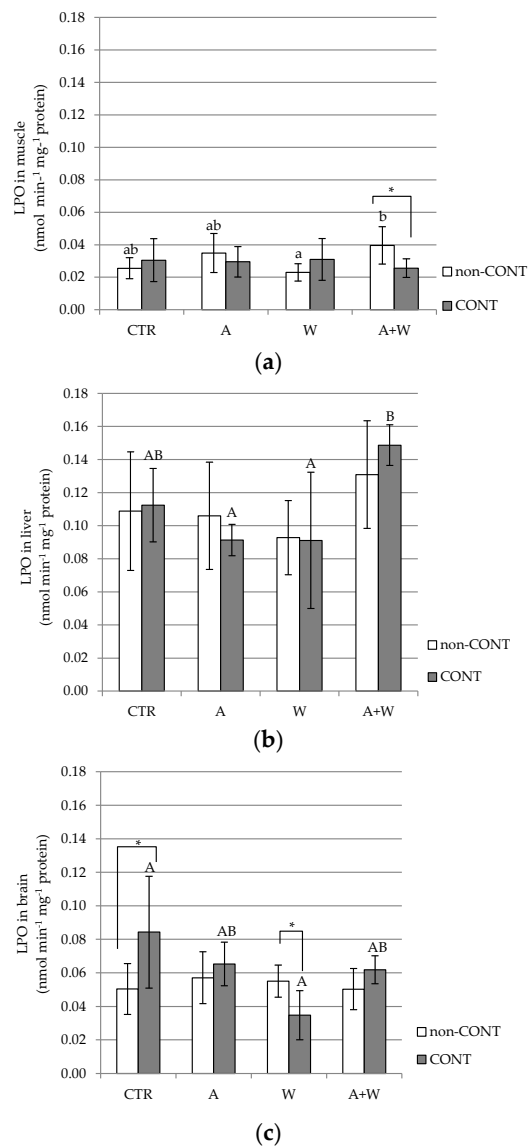 0.18
0.16
0.14
0.12
0.10
0.08
0.06
0.04
0.02
0.00
LPO in muscle
(nmol min-¹ mg-¹ protein)
ab
ab
a
b
*
CTR
A
W
A+W
non-CONT
CONT
(a)
0.18
0.16
0.14
0.12
0.10
0.08
0.06
0.04
0.02
0.00
LPO in liver
(nmol min⁻¹ mg⁻¹ protein)
AB
A
A
B
CTR
A
W
A+W
non-CONT
CONT
(b)
0.18
0.16
0.14
0.12
0.10
0.08
0.06
0.04
0.02
0.00
LPO in brain
(nmol min⁻¹ mg⁻¹ protein)
*
A
AB
*
A
AB
CTR
A
W
A+W
non-CONT
CONT
(c)